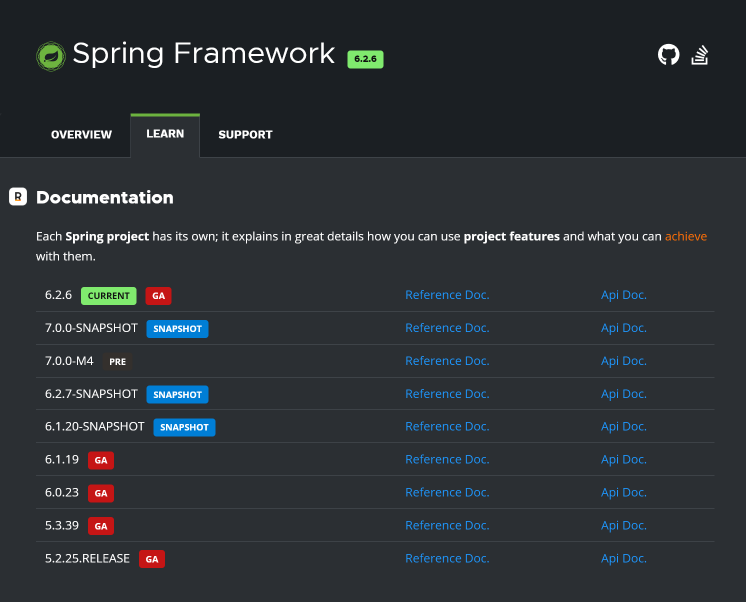 Spring Framework 6.2.6
OVERVIEW LEARN SUPPORT
R Documentation
Each Spring project has its own; it explains in great details how you can use project features and what you can achieve
with them.
6.2.6 CURRENT GA Reference Doc. Api Doc.
7.0.0-SNAPSHOT SNAPSHOT Reference Doc. Api Doc.
7.0.0-M4 PRE Reference Doc. Api Doc.
6.2.7-SNAPSHOT SNAPSHOT Reference Doc. Api Doc.
6.1.20-SNAPSHOT SNAPSHOT Reference Doc. Api Doc.
6.1.19 GA Reference Doc. Api Doc.
6.0.23 GA Reference Doc. Api Doc.
5.3.39 GA Reference Doc. Api Doc.
5.2.25.RELEASE GA Reference Doc. Api Doc.